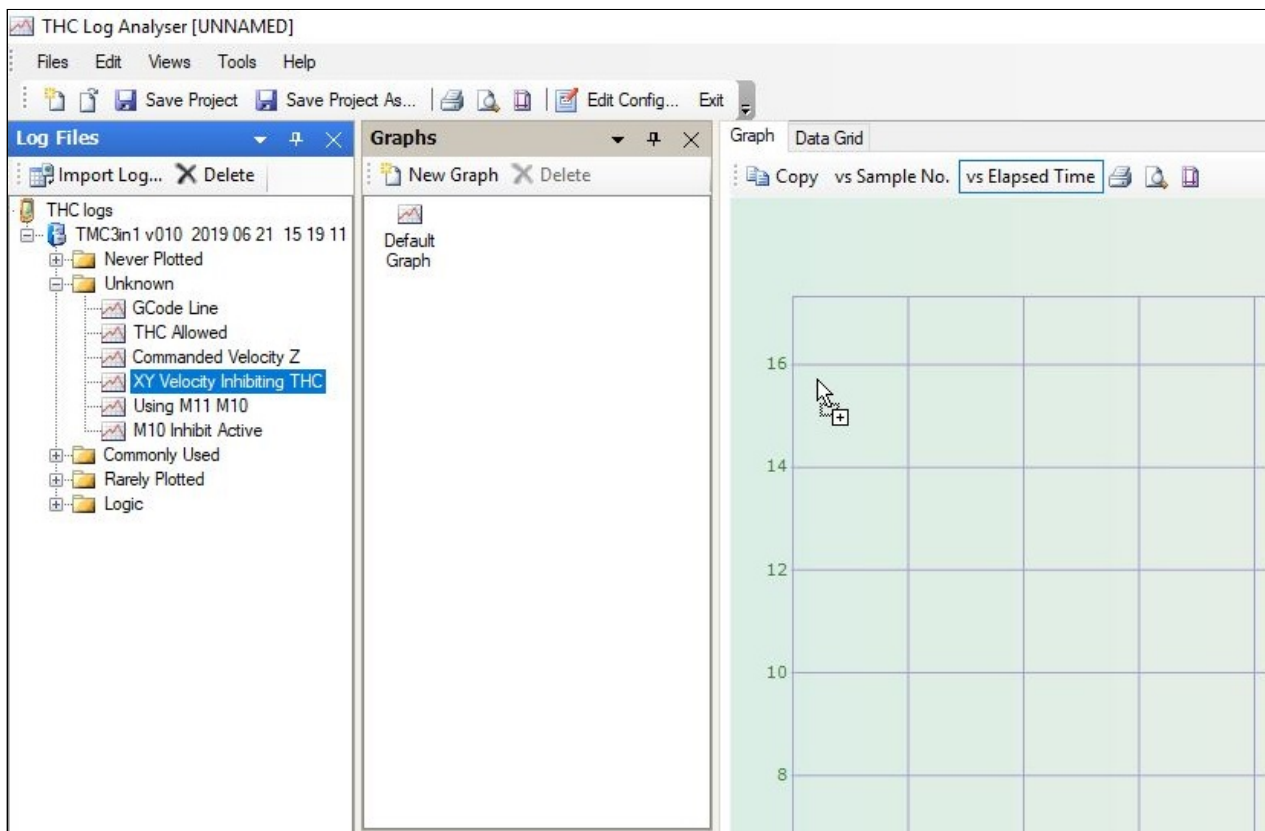 THC Log Analyser [UNNAMED]
Files Edit Views Tools Help
Save Project Save Project As... Edit Config... Exit
Log Files
Import Log... Delete
THC logs
TMC3in1 v010 2019 06 21 15 19 11
Never Plotted
Unknown
GCode Line
THC Allowed
Commanded Velocity Z
XY Velocity Inhibiting THC
Using M11 M10
M10 Inhibit Active
Commonly Used
Rarely Plotted
Logic
Graphs
New Graph Delete
Default
Graph
Graph Data Grid
Copy vs Sample No. vs Elapsed Time
16
14
12
10
8